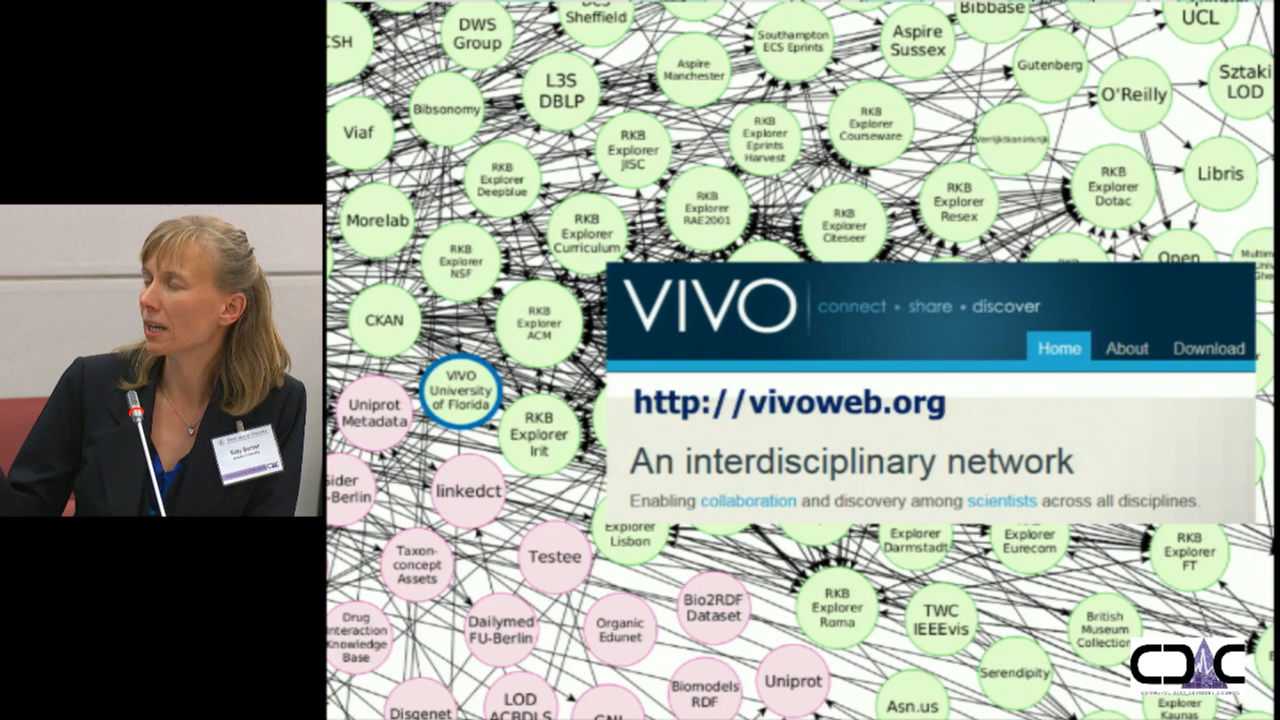 DWS
Group
Sheffield
Southampton
ECS Eprints
Aspire
Sussex
Bibbase
UCL
Aspire
Manchester
Gutenberg
Sztaki
LOD
L3S
DBLP
Bibsonomy
O'Reilly
Viaf
RKB
Explorer
JISC
RKB
Explorer
Eprints
Harvest
RKB
Explorer
Courseware
RKB
Explorer
Deepblue
RKB
Explorer
Dotac
Libris
Morelab
RKB
Explorer
Curriculum
RKB
Explorer
RAE2001
RKB
Explorer
Citeseer
RKB
Explorer
Resex
RKB
Explorer
NSF
Open
CKAN
RKB
Explorer
ACM
VIVO
connect • share • discover
Home About Download
http://vivoweb.org
An interdisciplinary network
Enabling collaboration and discovery among scientists across all disciplines.
VIVO
University
of Florida
Uniprot
Metadata
RKB
Explorer
Irit
linkedct
-Berlin
Explorer
Lisbon
Explorer
Darmstadt
Explorer
Eurecom
RKB
Explorer
FT
Taxon-
concept
Assets
Testee
Bio2RDF
Dataset
RKB
Explorer
Roma
TWC
IEEEvis
British
Museum
Collection
Drug
Interaction
Knowledge
Base
Dailymed
FU-Berlin
Organic
Edunet
Serendipity
Biomodels
RDF
Uniprot
Asn.us
Explorer
Kaunas
Disgenet
LOD
ACBDLS
CDAC